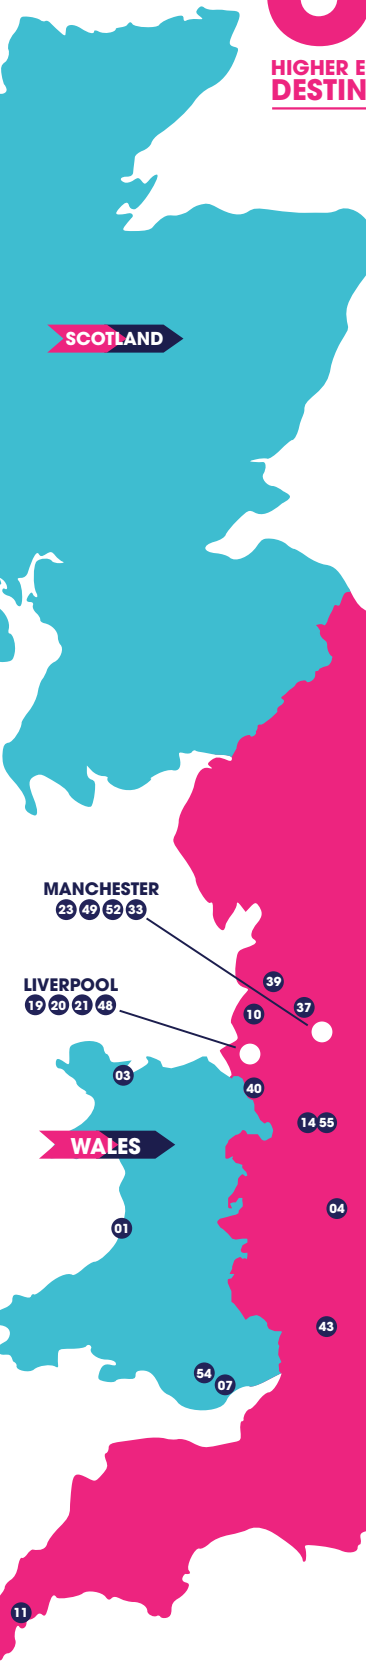 HIGHER E
DESTIN
SCOTLAND
MANCHESTER
23 49 52 33
39
LIVERPOOL
19 20 21 48
37
10
03
40
14 55
WALES
04
01
43
54
07
11